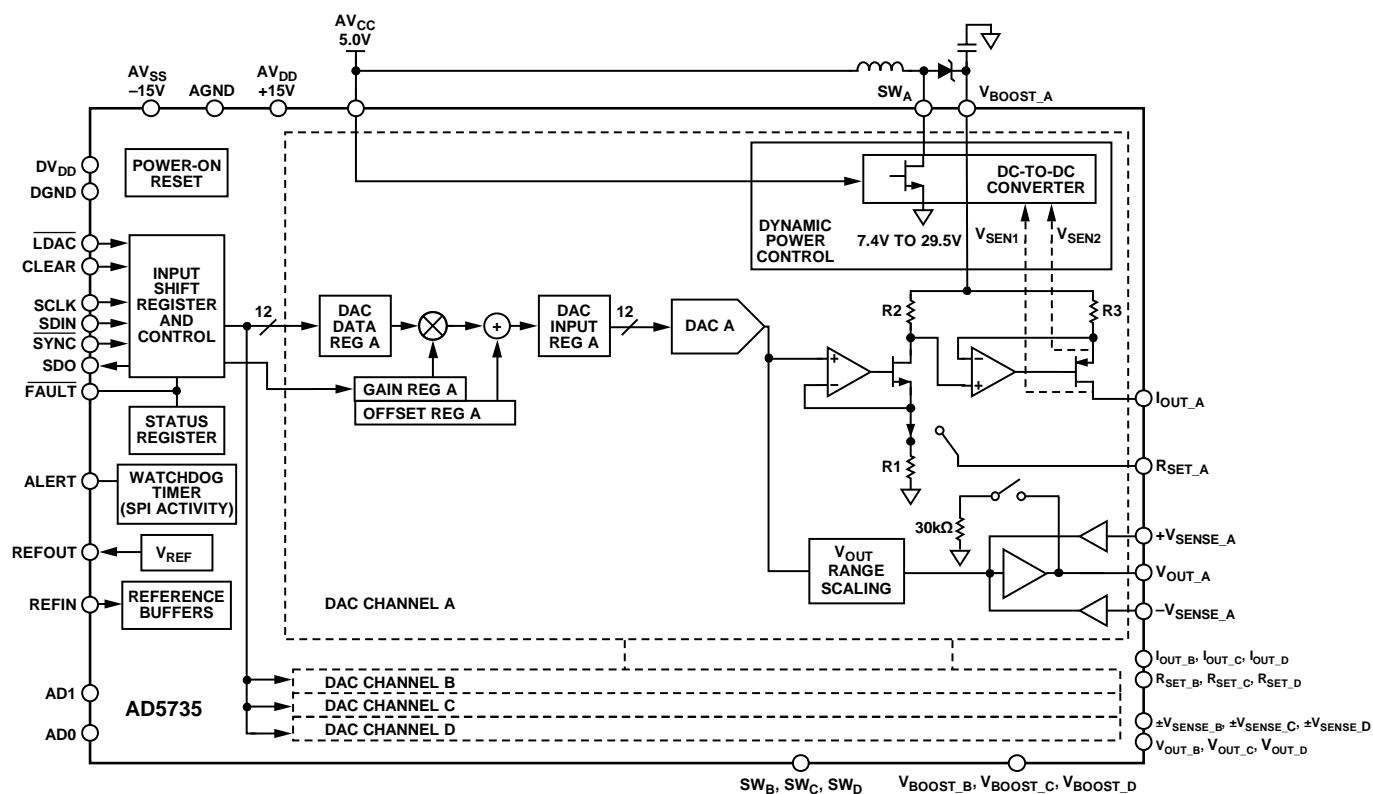 AVCC
5.0V
AVSS
–15V
AGND
AVDD
+15V
SWA
VBOOST_A
DVDD
DGND
POWER-ON
RESET
DC-TO-DC
CONVERTER
DYNAMIC
POWER
CONTROL
7.4V TO 29.5V
VSEN1
VSEN2
LDAC
CLEAR
SCLK
SDIN
SYNC
SDO
FAULT
INPUT
SHIFT
REGISTER
AND
CONTROL
12
DAC
DATA
REG A
×
+
DAC
INPUT
REG A
12
DAC A
R2
R3
+
–
–
+
GAIN REG A
OFFSET REG A
STATUS
REGISTER
IOUT_A
R1
RSET_A
ALERT
WATCHDOG
TIMER
(SPI ACTIVITY)
30kΩ
REFOUT
VREF
VOUT
RANGE
SCALING
+VSENSE_A
VOUT_A
–VSENSE_A
REFIN
REFERENCE
BUFFERS
DAC CHANNEL A
IOUT_B, IOUT_C, IOUT_D
RSET_B, RSET_C, RSET_D
±VSENSE_B, ±VSENSE_C, ±VSENSE_D
VOUT_B, VOUT_C, VOUT_D
AD1
AD0
AD5735
DAC CHANNEL B
DAC CHANNEL C
DAC CHANNEL D
SWB, SWC, SWD
VBOOST_B, VBOOST_C, VBOOST_D